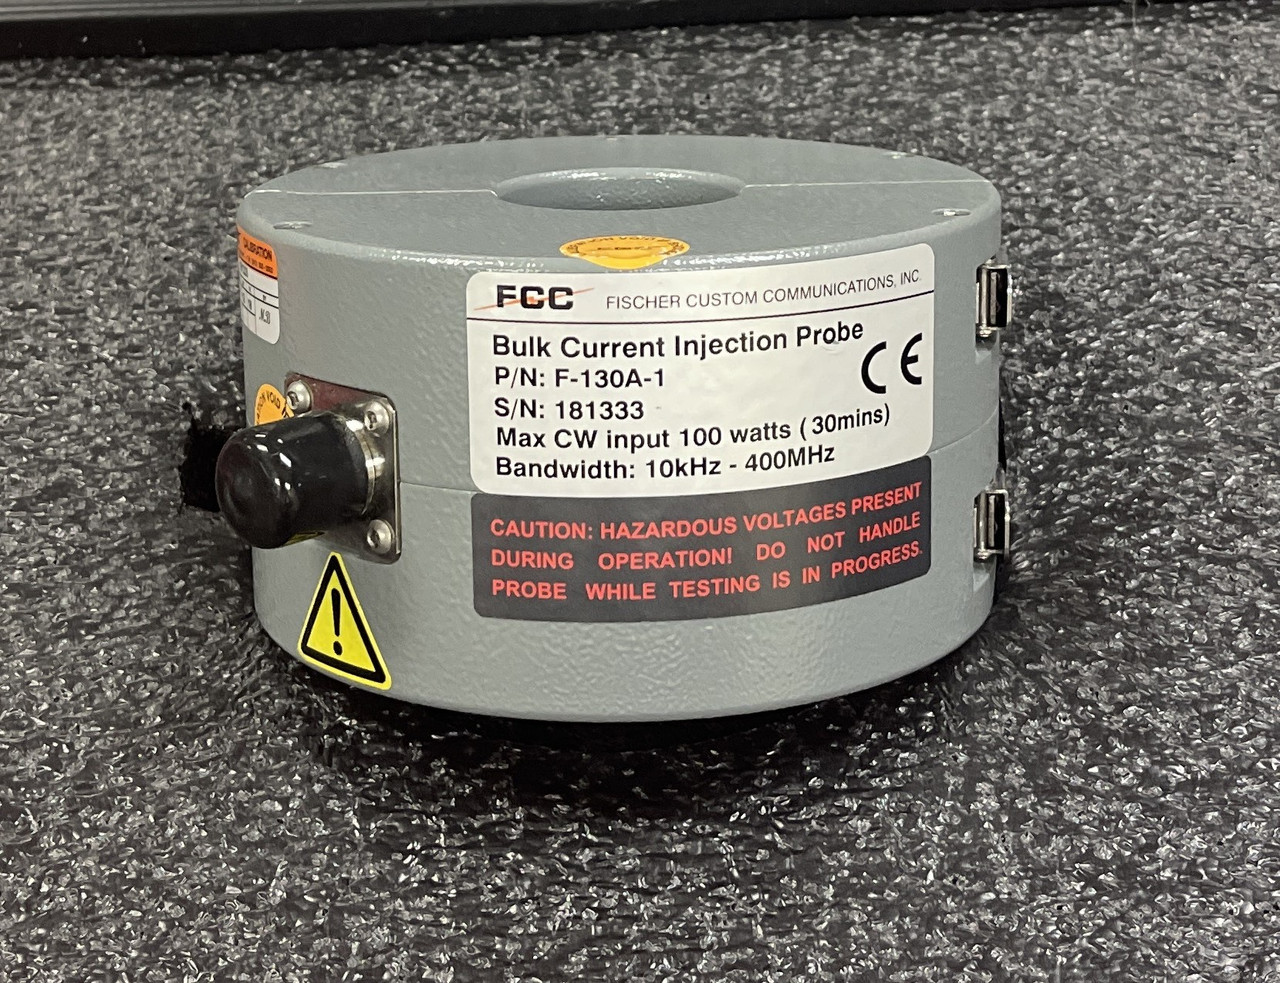 CALIBRATION
FCC FISCHER CUSTOM COMMUNICATIONS, INC.
Bulk Current Injection Probe
P/N: F-130A-1
S/N: 181333
Max CW input 100 watts ( 30mins)
Bandwidth: 10kHz - 400MHz
CE
CAUTION: HAZARDOUS VOLTAGES PRESENT
DURING OPERATION! DO NOT HANDLE
PROBE WHILE TESTING IS IN PROGRESS.
!